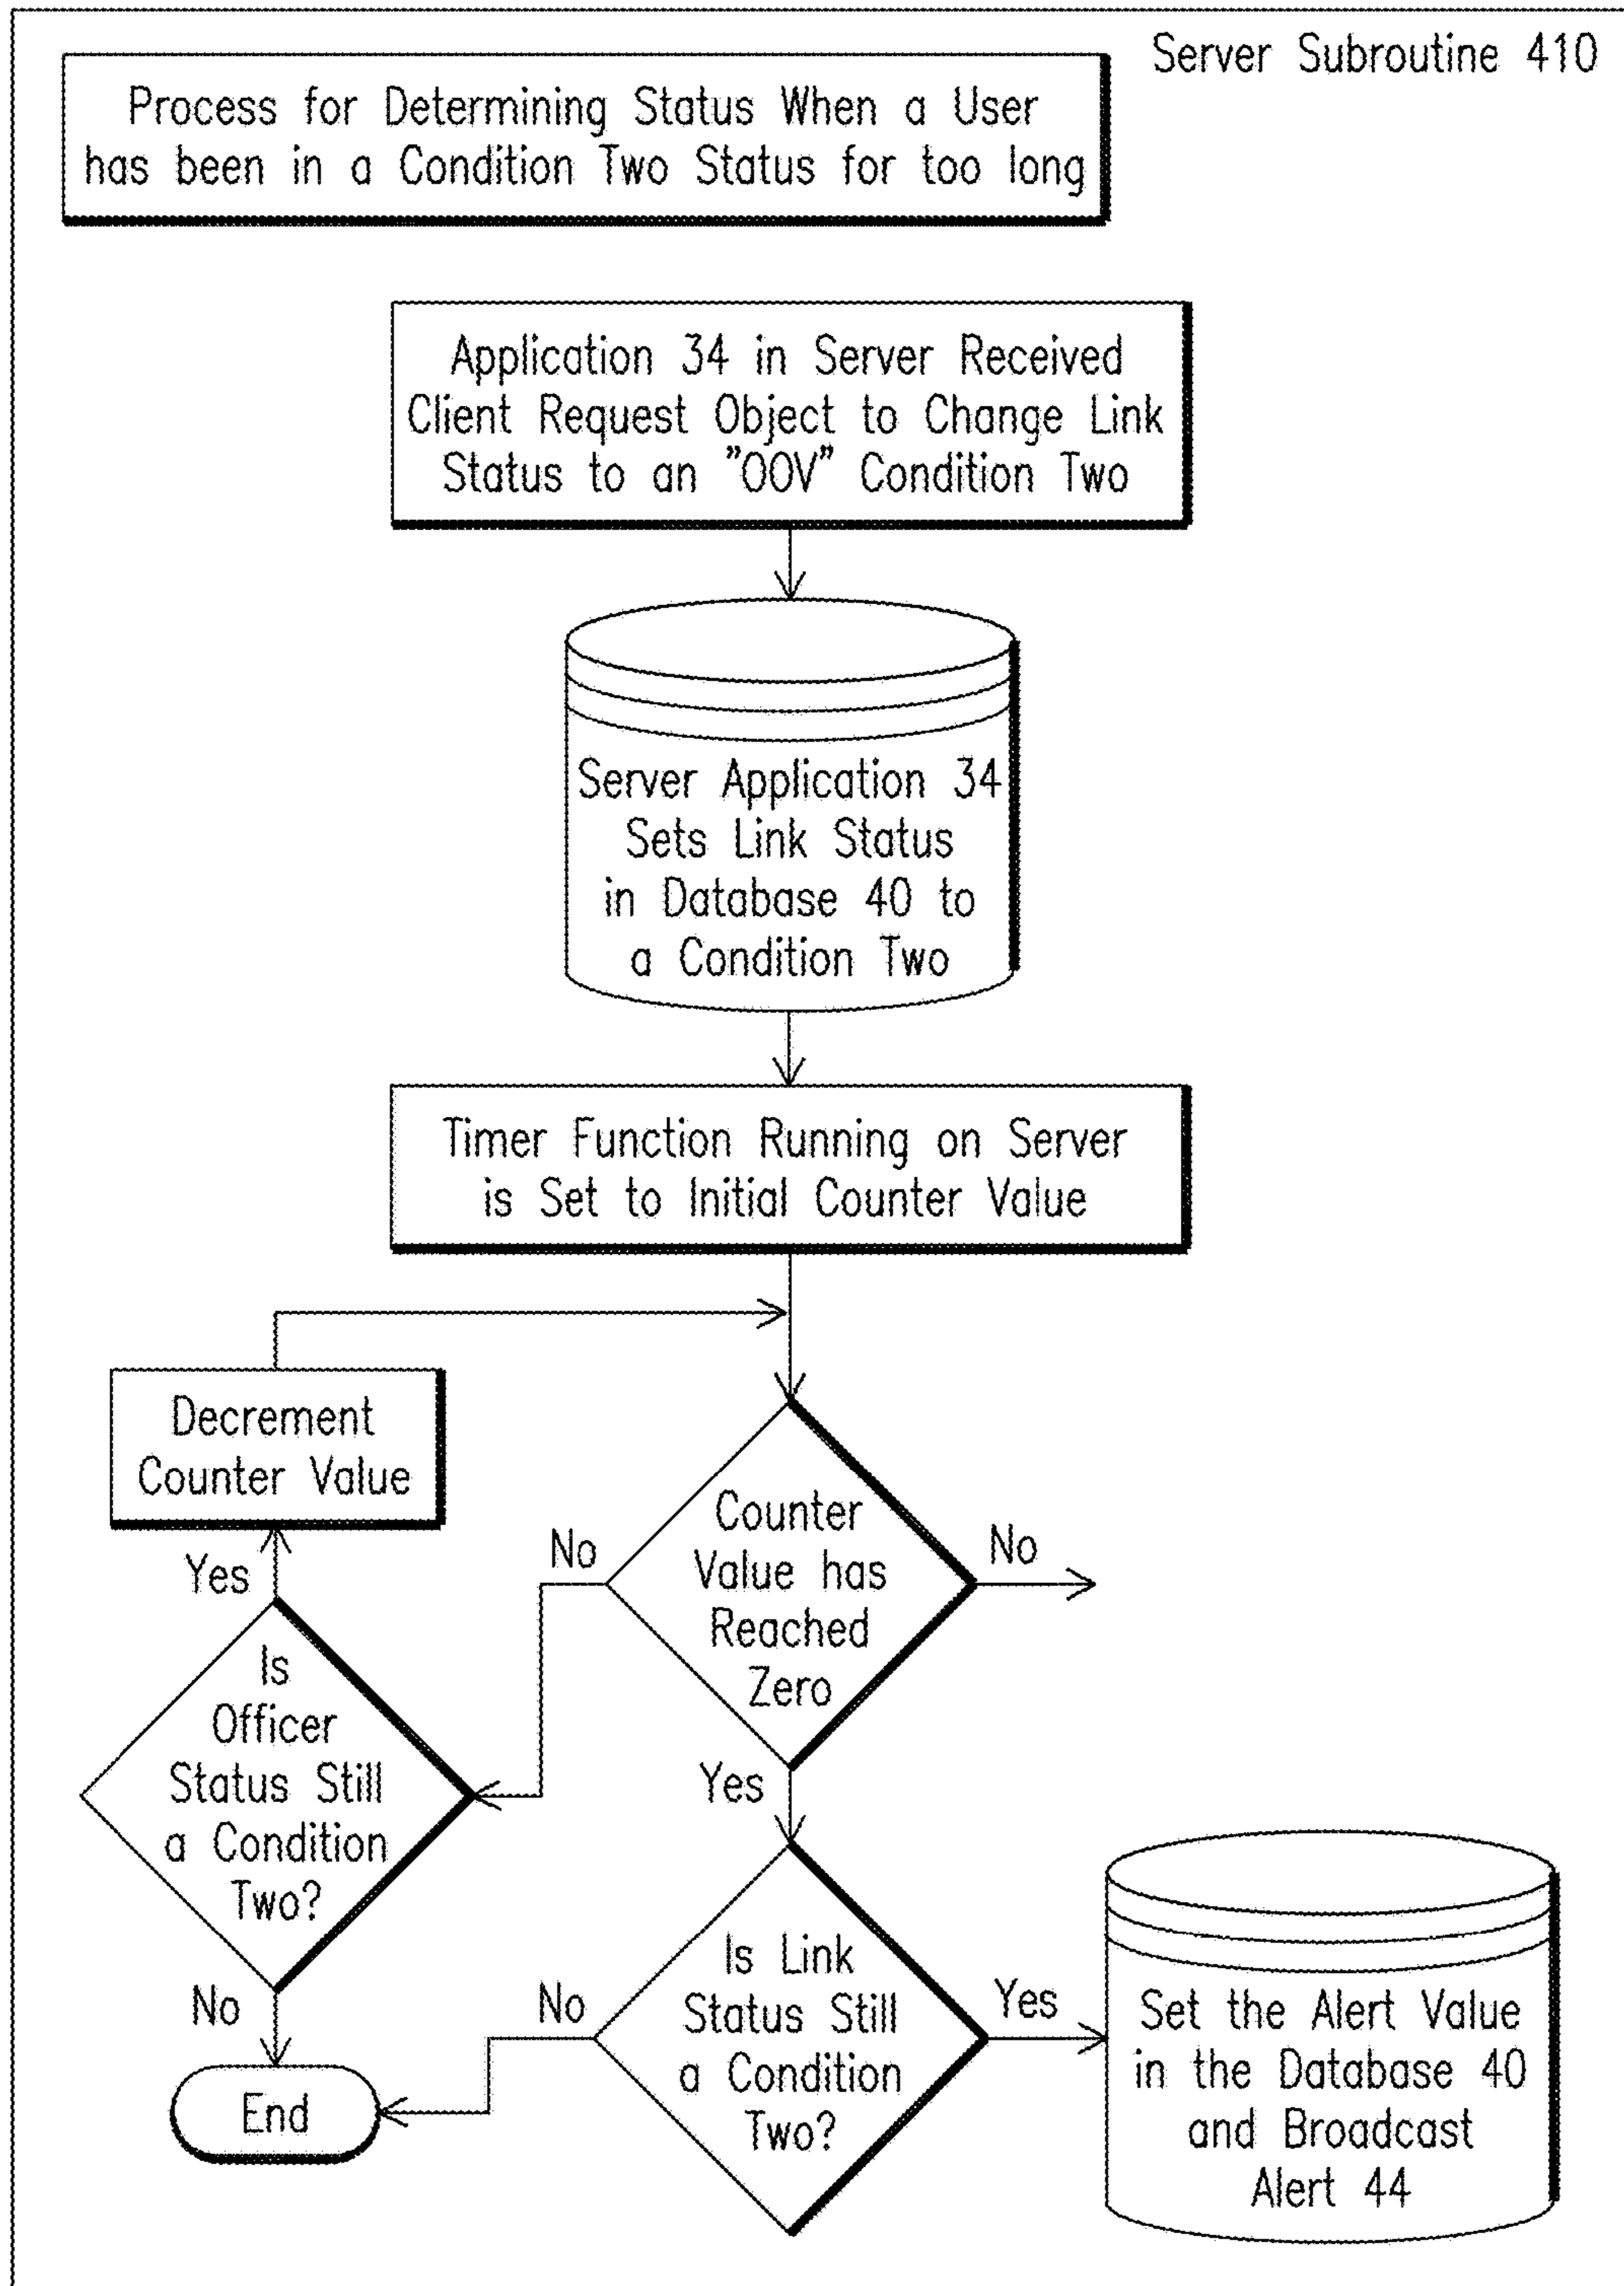 Server Subroutine 410
Process for Determining Status When a User
has been in a Condition Two Status for too long
Application 34 in Server Received
Client Request Object to Change Link
Status to an "OOV" Condition Two
Server Application 34
Sets Link Status
in Database 40 to
a Condition Two
Timer Function Running on Server
is Set to Initial Counter Value
Decrement
Counter Value
Counter
Value has
Reached
Zero
No
No
Yes
Yes
Is
Officer
Status Still
a Condition
Two?
No
Is Link
Status Still
a Condition
Two?
No
Yes
Set the Alert Value
in the Database 40
and Broadcast
Alert 44
End